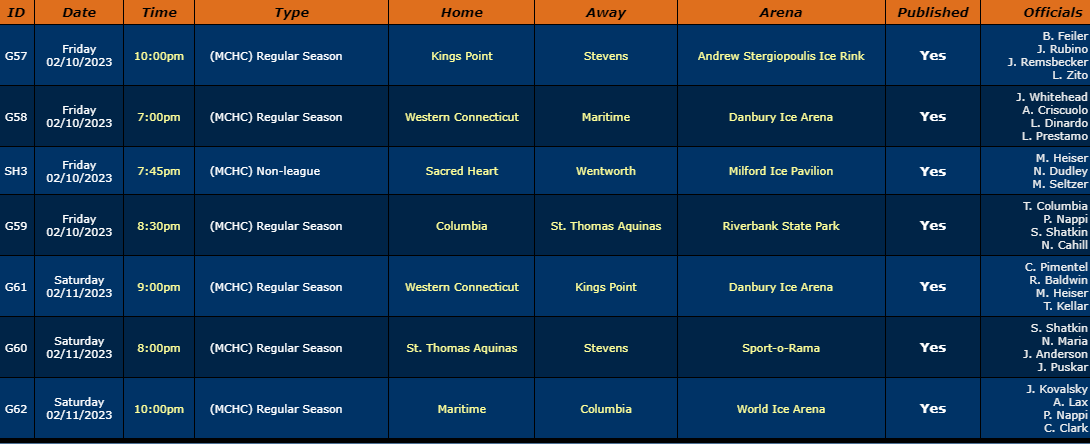 ID Date Time Type Home Away Arena Published Officials
G57 Friday 02/10/2023 10:00pm (MCHC) Regular Season Kings Point Stevens Andrew Stergiopoulis Ice Rink Yes B. Feiler J. Rubino J. Remsbecker L. Zito
G58 Friday 02/10/2023 7:00pm (MCHC) Regular Season Western Connecticut Maritime Danbury Ice Arena Yes J. Whitehead A. Criscuolo L. Dinardo L. Prestamo
SH3 Friday 02/10/2023 7:45pm (MCHC) Non-league Sacred Heart Wentworth Milford Ice Pavilion Yes M. Heiser N. Dudley M. Seltzer
G59 Friday 02/10/2023 8:30pm (MCHC) Regular Season Columbia St. Thomas Aquinas Riverbank State Park Yes T. Columbia P. Nappi S. Shatkin N. Cahill
G61 Saturday 02/11/2023 9:00pm (MCHC) Regular Season Western Connecticut Kings Point Danbury Ice Arena Yes C. Pimentel R. Baldwin M. Heiser T. Kellar
G60 Saturday 02/11/2023 8:00pm (MCHC) Regular Season St. Thomas Aquinas Stevens Sport-o-Rama Yes S. Shatkin N. Maria J. Anderson J. Puskar
G62 Saturday 02/11/2023 10:00pm (MCHC) Regular Season Maritime Columbia World Ice Arena Yes J. Kovalsky A. Lax P. Nappi C. Clark